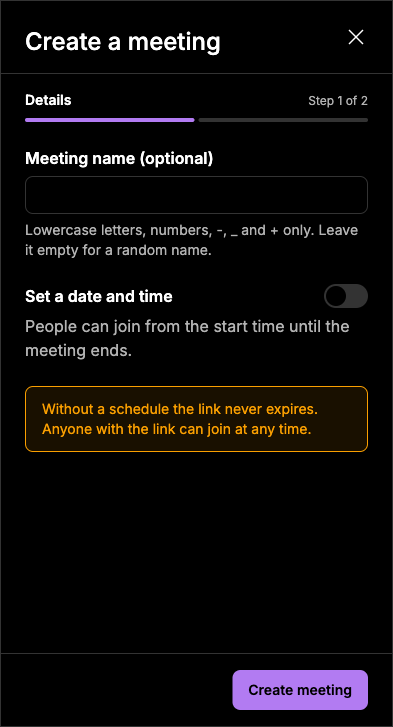 Create a meeting
Details
Step 1 of 2
Meeting name (optional)
Lowercase letters, numbers, -, _ and + only. Leave
it empty for a random name.
Set a date and time
People can join from the start time until the
meeting ends.
Without a schedule the link never expires.
Anyone with the link can join at any time.
Create meeting